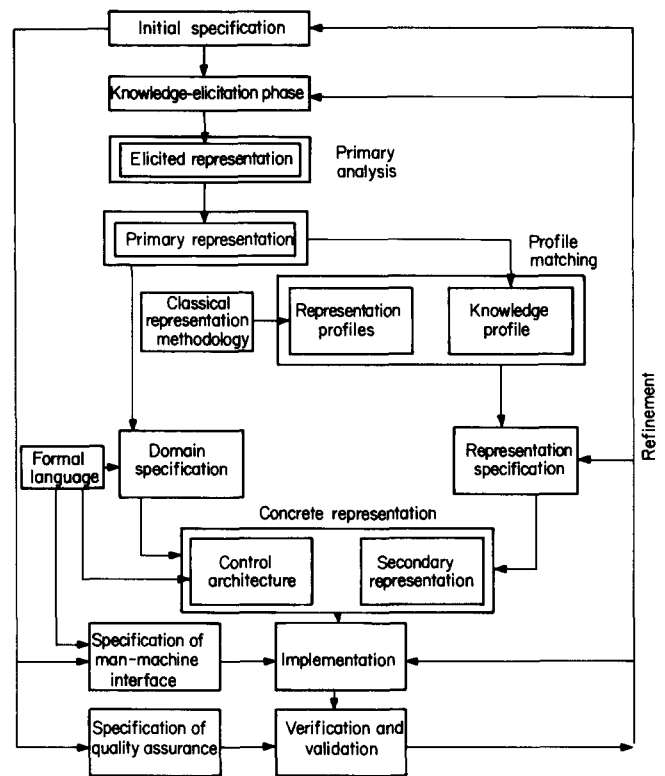 Initial specification
Knowledge-elicitation phase
Elicited representation
Primary
analysis
Primary representation
Profile
matching
Classical
representation
methodology
Representation
profiles
Knowledge
profile
Refinement
Formal
language
Domain
specification
Representation
specification
Concrete representation
Control
architecture
Secondary
representation
Specification of
man-machine
interface
Implementation
Specification of
quality assurance
Verification and
validation